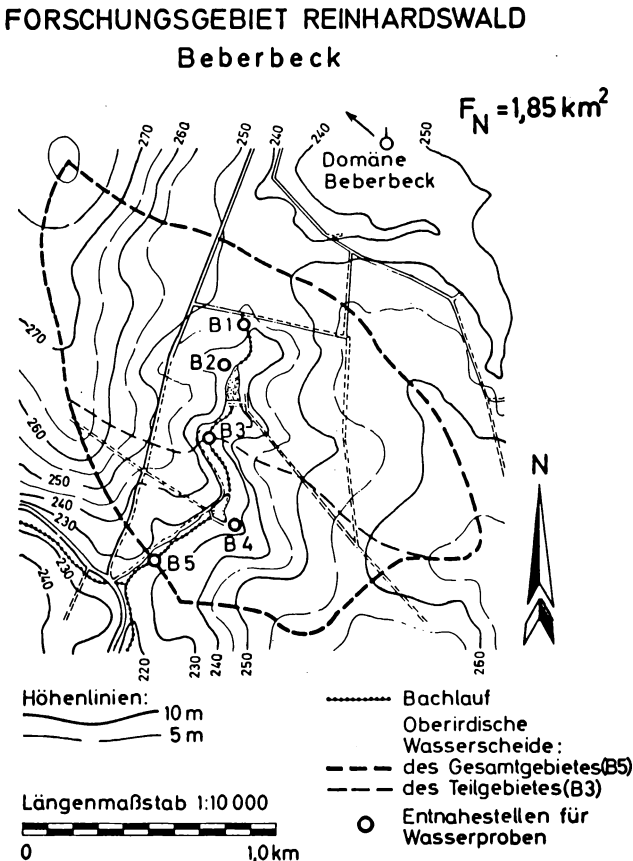 FORSCHUNGSGEBIET REINHARDSWALD
Beberbeck
F_N = 1,85 km²
270
260
250
240
240
250
Domäne
Beberbeck
B1
B2
270
B3
260
250
240
230
B4
B5
N
240
230
220
230
240
250
260
Höhenlinien:
10 m
5 m
Bachlauf
Oberirdische
Wasserscheide:
des Gesamtgebietes(B5)
des Teilgebietes(B3)
Längenmaßstab 1:10 000
0 1,0 km
Entnahestellen für
Wasserproben